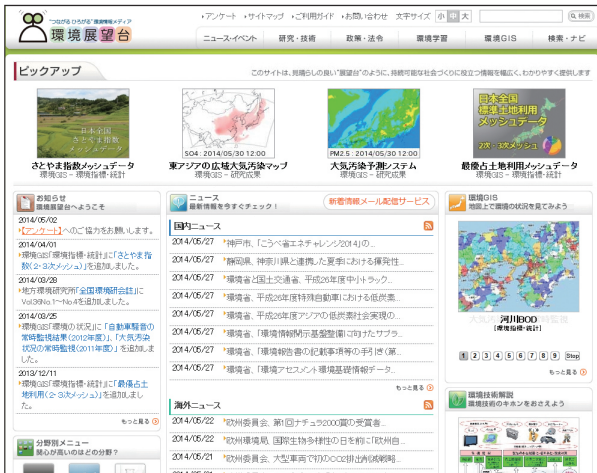 "つながる ひろがる"環境情報メディア
環境展望台
アンケート サイトマップ ご利用ガイド お問い合わせ 文字サイズ 小 中 大 検索
ニュース・イベント 研究・技術 政策・法令 環境学習 環境GIS 検索・ナビ
ピックアップ
このサイトは、見晴らしの良い"展望台"のように、持続可能な社会づくりに役立つ情報を幅広く、わかりやすく提供します
日本全国
さとやま指数
メッシュデータ
さとやま指数メッシュデータ
環境GIS - 環境指標・統計
SO4 : 2014/05/30 12:00
東アジアの広域大気汚染マップ
環境GIS - 研究成果
PM2.5 : 2014/05/30 12:00
大気汚染予測システム
環境GIS - 研究成果
日本全国
標準土地利用
メッシュデータ
2次・3次メッシュ
最優占土地利用メッシュデータ
環境GIS - 環境指標・統計
お知らせ
環境展望台へようこそ
2014/05/02
【アンケート】へのご協力をお願いします。
2014/04/01
環境GIS「環境指標・統計」に「さとやま指
数(2・3次メッシュ)」を追加しました。
2014/03/28
地方環境研究所「全国環境研会誌」に
Vol36No.1～No.4を追加しました。
2014/03/25
環境GIS「環境の状況」に「自動車騒音の
常時監視結果(2012年度)」、「大気汚染
状況の常時監視(2011年度)」を追加しま
した。
2013/12/11
環境GIS「環境指標・統計」に「最優占土
地利用(2・3次メッシュ)」を追加しまし
た。
もっと見る
分野別メニュー
関心が高いのはどの分野？
ニュース
最新情報を今すぐチェック！
新着情報メール配信サービス
国内ニュース
2014/05/27 神戸市、「こうべ省エネチャレンジ2014」の...
2014/05/27 静岡県、神奈川県と連携した夏季における揮発性...
2014/05/27 環境省と国土交通省、平成26年度中小トラック...
2014/05/27 環境省、平成26年度特殊自動車における低炭素...
2014/05/27 環境省、平成26年度アジアの低炭素社会実現の...
2014/05/27 環境省、「環境情報開示基盤整備に向けたサプラ...
2014/05/27 環境省、「環境報告書の記載事項等の手引き(第...
2014/05/27 環境省、「環境アセスメント環境基礎情報データ...
もっと見る
海外ニュース
2014/05/22 欧州委員会、第1回ナチュラ2000賞の受賞者...
2014/05/22 欧州環境局、国際生物多様性の日を前に「欧州自...
2014/05/21 欧州委員会、大型車両で初のCO2排出削減戦略...
環境GIS
地図上で環境の状況を見てみよう
河川BOD
[環境指標・統計]
1 2 3 4 5 6 7 8 9 Stop
もっと見る
環境技術解説
環境技術のキホンをおさえよう